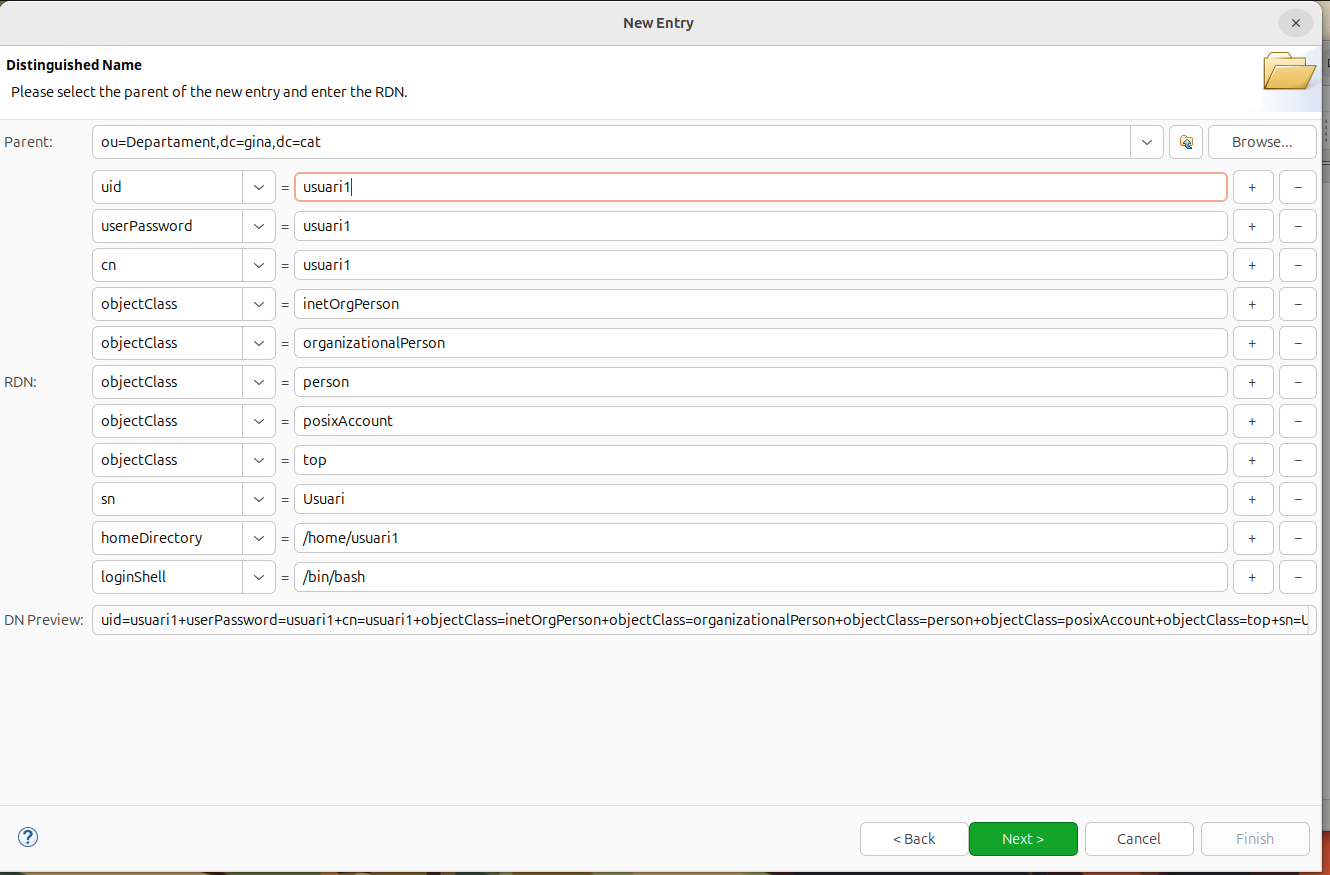 New Entry
Distinguished Name
Please select the parent of the new entry and enter the RDN.
Parent: ou=Departament,dc=gina,dc=cat Browse...
uid = usuari1 + -
userPassword = usuari1 + -
cn = usuari1 + -
objectClass = inetOrgPerson + -
objectClass = organizationalPerson + -
RDN: objectClass = person + -
objectClass = posixAccount + -
objectClass = top + -
sn = Usuari + -
homeDirectory = /home/usuari1 + -
loginShell = /bin/bash + -
DN Preview: uid=usuari1+userPassword=usuari1+cn=usuari1+objectClass=inetOrgPerson+objectClass=organizationalPerson+objectClass=person+objectClass=posixAccount+objectClass=top+sn=U
? < Back Next > Cancel Finish